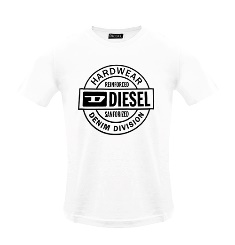 HARDWEAR
REINFORCED
D DIESEL
SANFORIZED
DENIM DIVISION